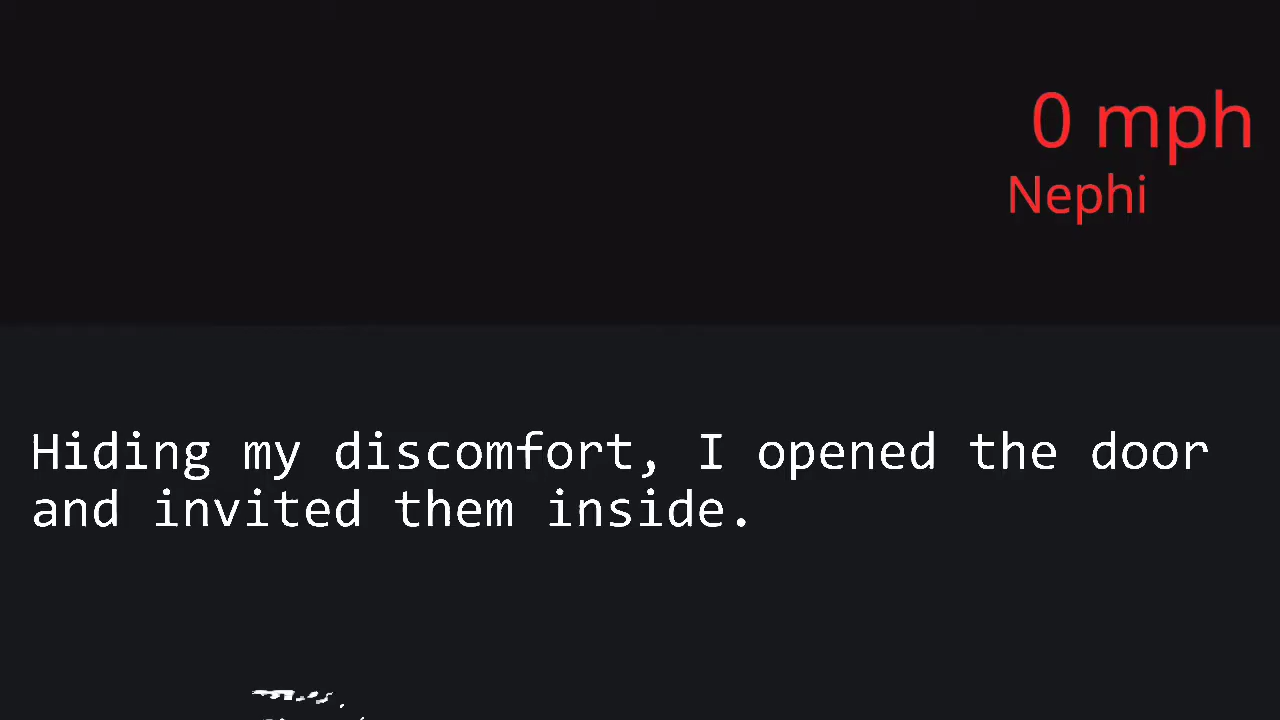 0 mph
Nephi
Hiding my discomfort, I opened the door
and invited them inside.